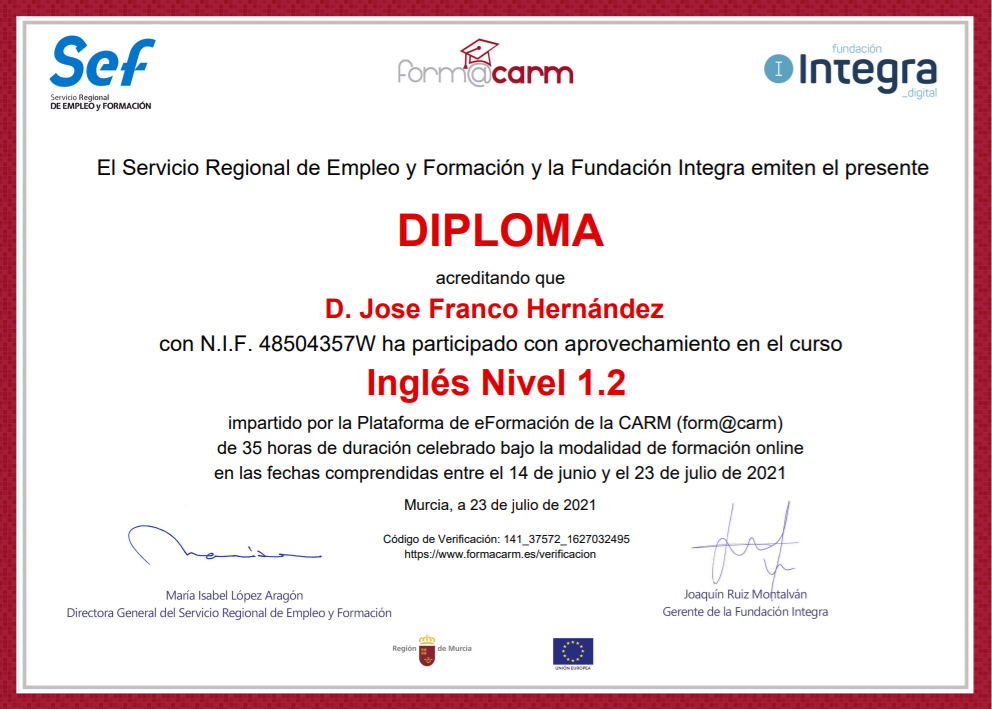 Sef
Servicio Regional
DE EMPLEO y FORMACIÓN
form@carm
fundación
Integra
_digital
El Servicio Regional de Empleo y Formación y la Fundación Integra emiten el presente
DIPLOMA
acreditando que
D. Jose Franco Hernández
con N.I.F. 48504357W ha participado con aprovechamiento en el curso
Inglés Nivel 1.2
impartido por la Plataforma de eFormación de la CARM (form@carm)
de 35 horas de duración celebrado bajo la modalidad de formación online
en las fechas comprendidas entre el 14 de junio y el 23 de julio de 2021
Murcia, a 23 de julio de 2021
Código de Verificación: 141_37572_1627032495
https://www.formacarm.es/verificacion
María Isabel López Aragón
Directora General del Servicio Regional de Empleo y Formación
Joaquín Ruiz Montalván
Gerente de la Fundación Integra
Región de Murcia
UNIÓN EUROPEA